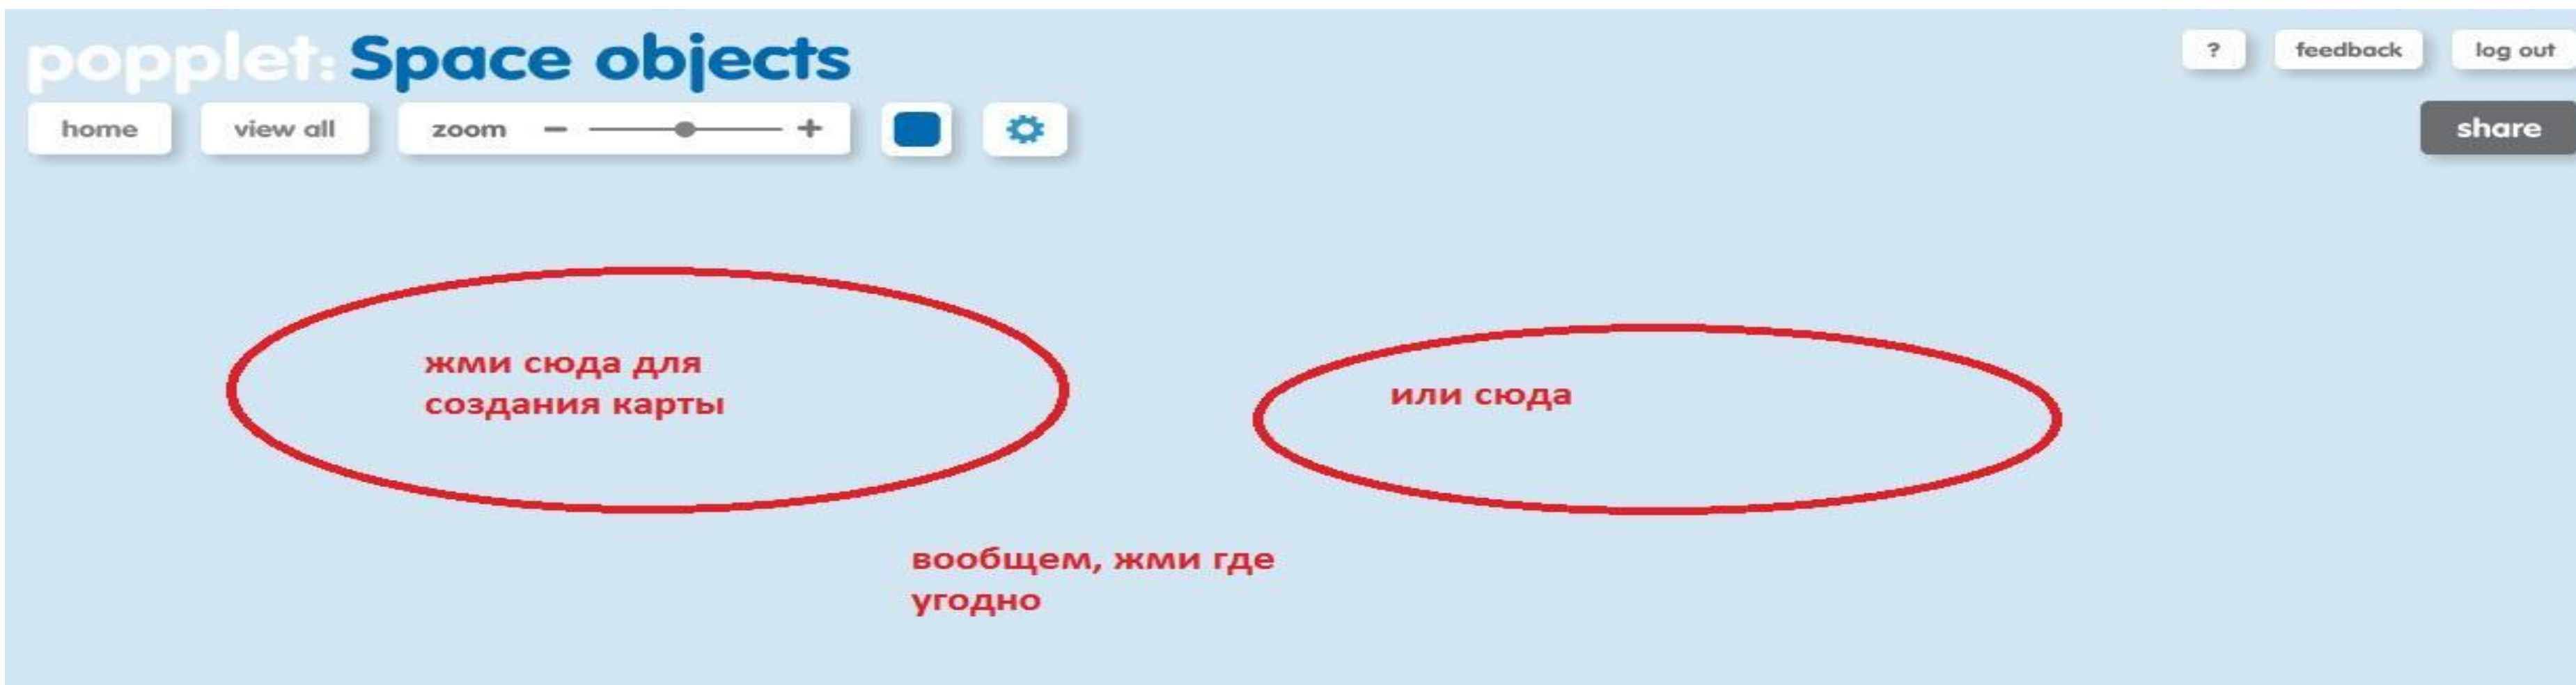 popplet: Space objects
? feedback log out
home view all zoom − + share
жми сюда для
создания карты
или сюда
вообщем, жми где
угодно